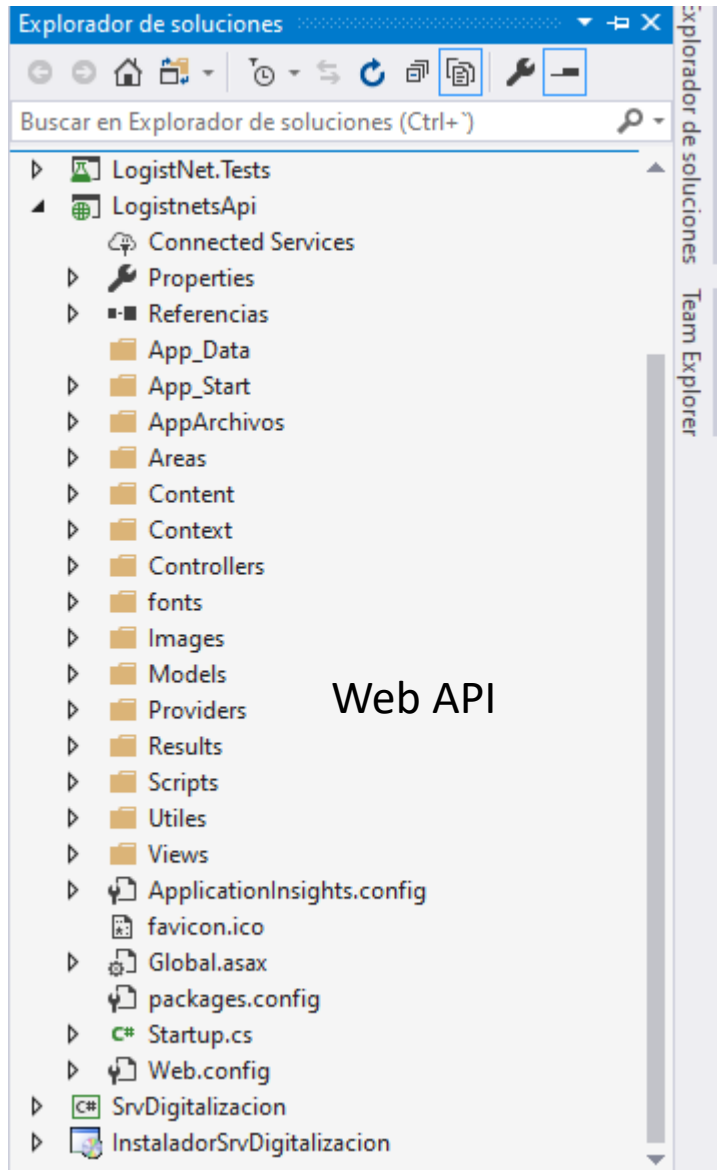 Explorador de soluciones
Buscar en Explorador de soluciones (Ctrl+`)
LogistNet.Tests
LogistnetsApi
Connected Services
Properties
Referencias
App_Data
App_Start
AppArchivos
Areas
Content
Context
Controllers
fonts
Images
Models
Providers
Web API
Results
Scripts
Utiles
Views
ApplicationInsights.config
favicon.ico
Global.asax
packages.config
C# Startup.cs
Web.config
C# SrvDigitalizacion
InstaladorSrvDigitalizacion
Explorador de soluciones
Team Explorer